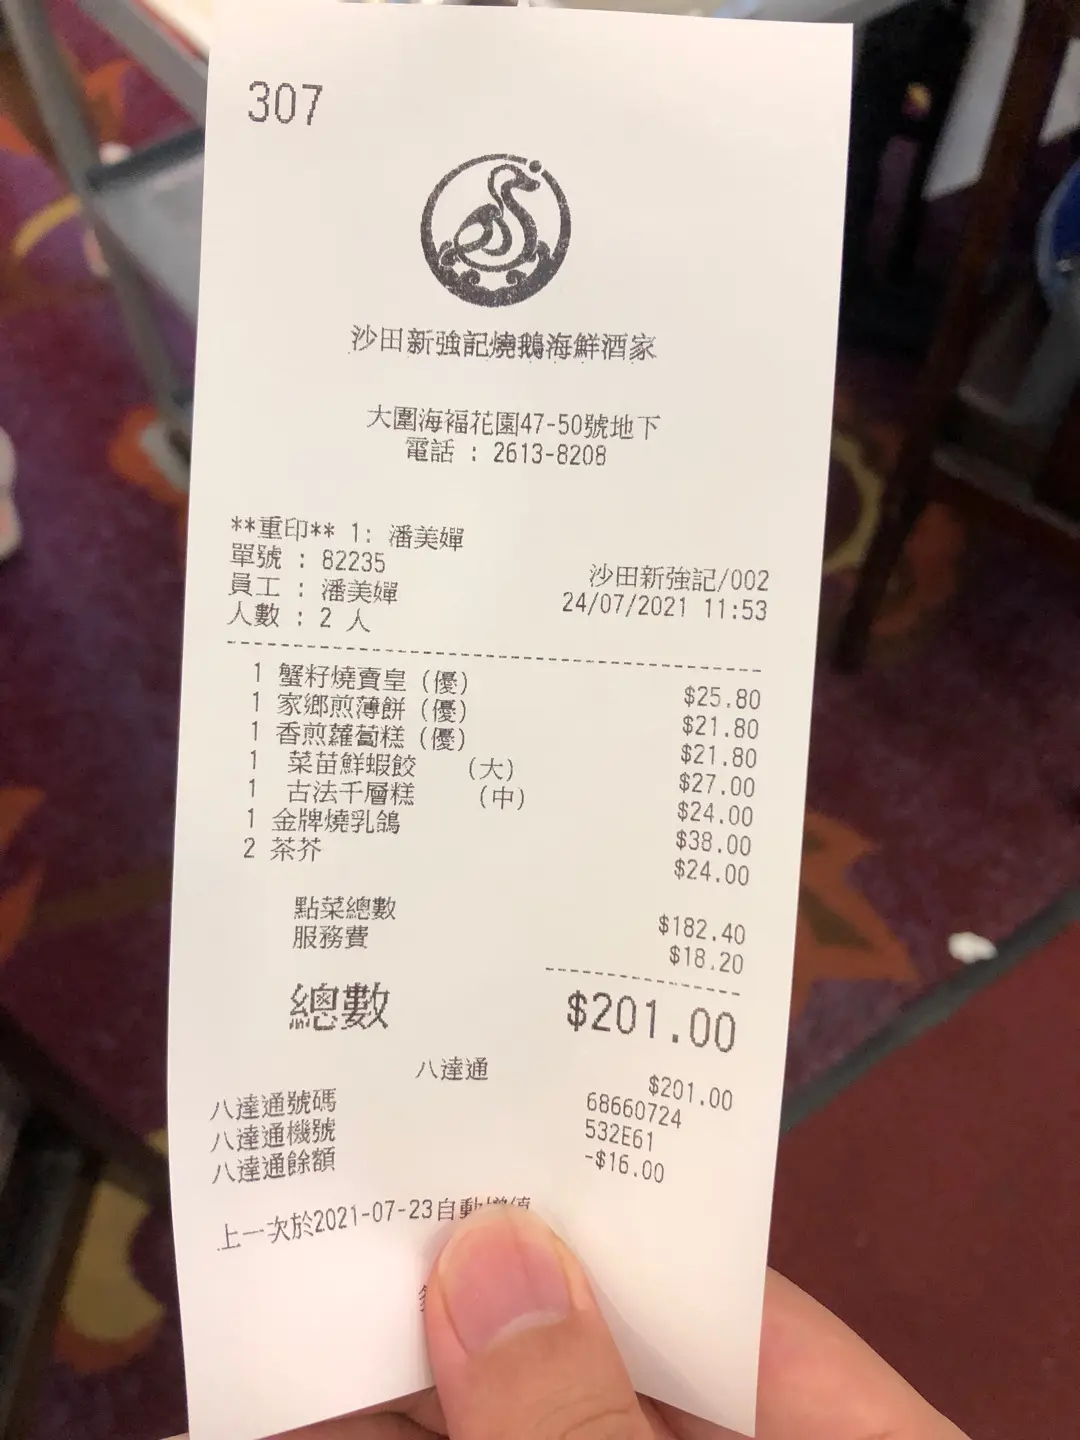 307
沙田新強記燒鵝海鮮酒家
大圍海福花園47-50號地下
電話 : 2613-8208
**重印** 1: 潘美嬋
單號 : 82235
沙田新強記/002
員工 : 潘美嬋
24/07/2021 11:53
人數 : 2 人
1 蟹籽燒賣皇(優) $25.80
1 家鄉煎薄餅(優) $21.80
1 香煎蘿蔔糕(優) $21.80
1 菜苗鮮蝦餃 (大) $27.00
1 古法千層糕 (中) $24.00
1 金牌燒乳鴿 $38.00
2 茶芥 $24.00
點菜總數 $182.40
服務費 $18.20
總數 $201.00
八達通 $201.00
八達通號碼 68660724
八達通機號 532E61
八達通餘額 -$16.00
上一次於2021-07-23自動增值